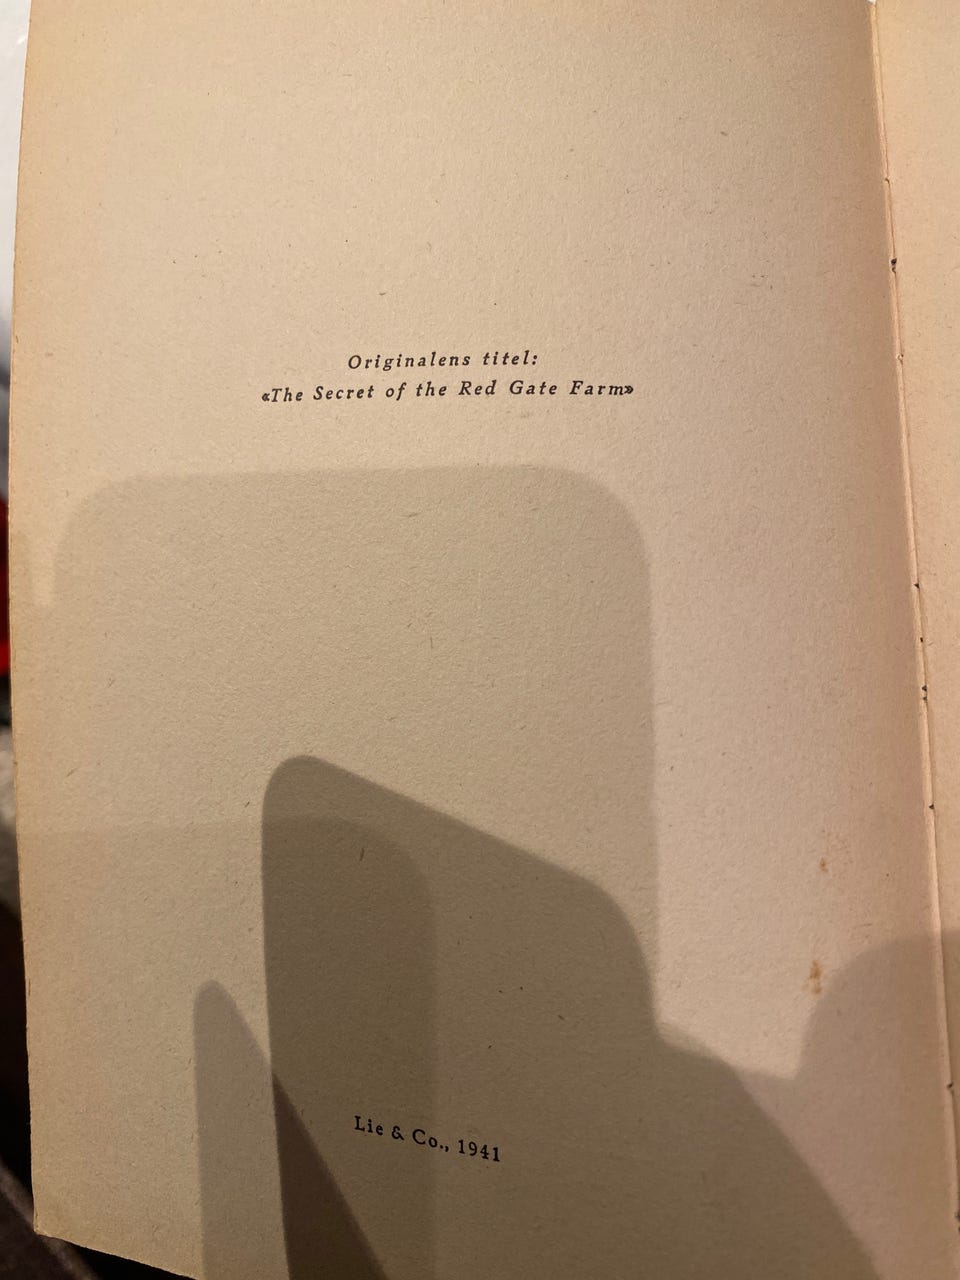 Originalens titel:
«The Secret of the Red Gate Farm»
Lie & Co., 1941